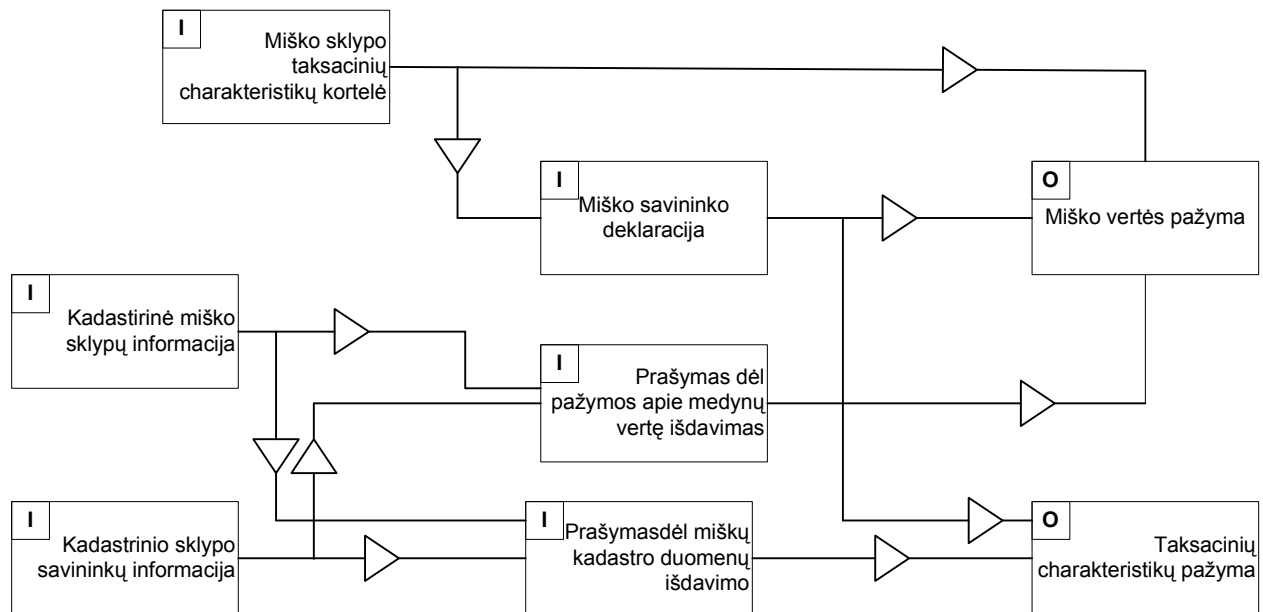 I
Miško sklypo
taksacinių
charakteristikų kortelė
I
Miško savininko
deklaracija
O
Miško vertės pažyma
I
Kadastirinė miško
sklypų informacija
I
Prašymas dėl
pažymos apie medynų
vertę išdavimas
I
Kadastrinio sklypo
savininkų informacija
I
Prašymasdėl miškų
kadastro duomenų
išdavimo
O
Taksacinių
charakteristikų pažyma